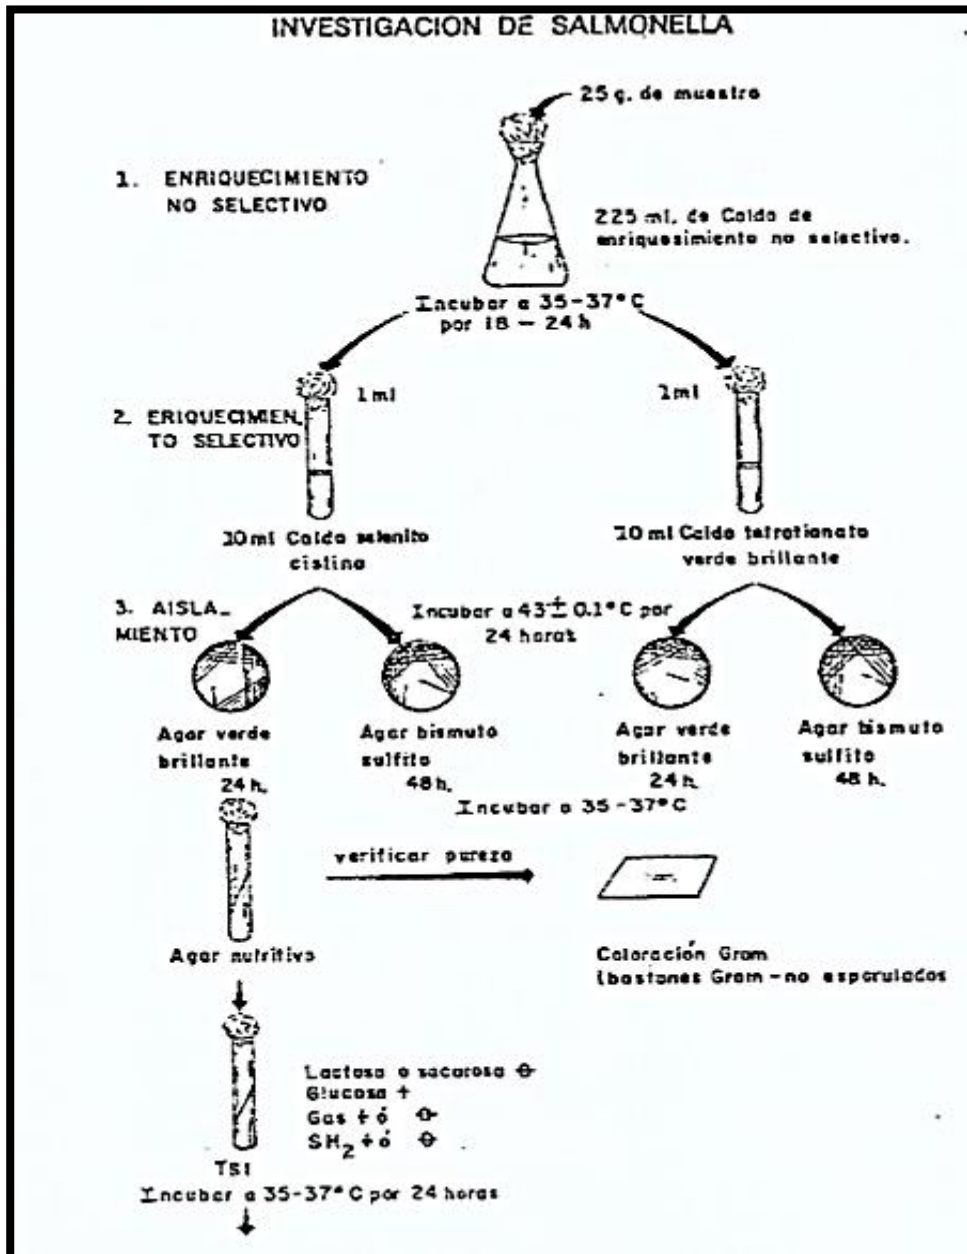 INVESTIGACION DE SALMONELLA
25 g. de muestra
1. ENRIQUECIMIENTO
NO SELECTIVO
225 ml. de Caldo de
enriquesimiento no selectivo.
Incubar a 35-37°C
por 18 - 24 h
1 ml
1 ml
2. ERIQUECIMIEN_
TO SELECTIVO
10 ml Caldo selenito
cistina
10 ml Caldo tetrationato
verde brillante
3. AISLA_
MIENTO
Incubar a 43 ± 0.1°C por
24 horas
Agar verde
brillante
24 h.
Agar bismuto
sulfito
48 h.
Agar verde
brillante
24 h.
Agar bismuto
sulfito
48 h.
Incubar a 35-37°C
verificar pureza
Agar nutritivo
Coloración Gram
(bastones Gram - no esporulados
Lactosa o sacarosa ⊖
Glucosa +
Gas + ó ⊖
SH₂ + ó ⊖
TSI
Incubar a 35-37°C por 24 horas